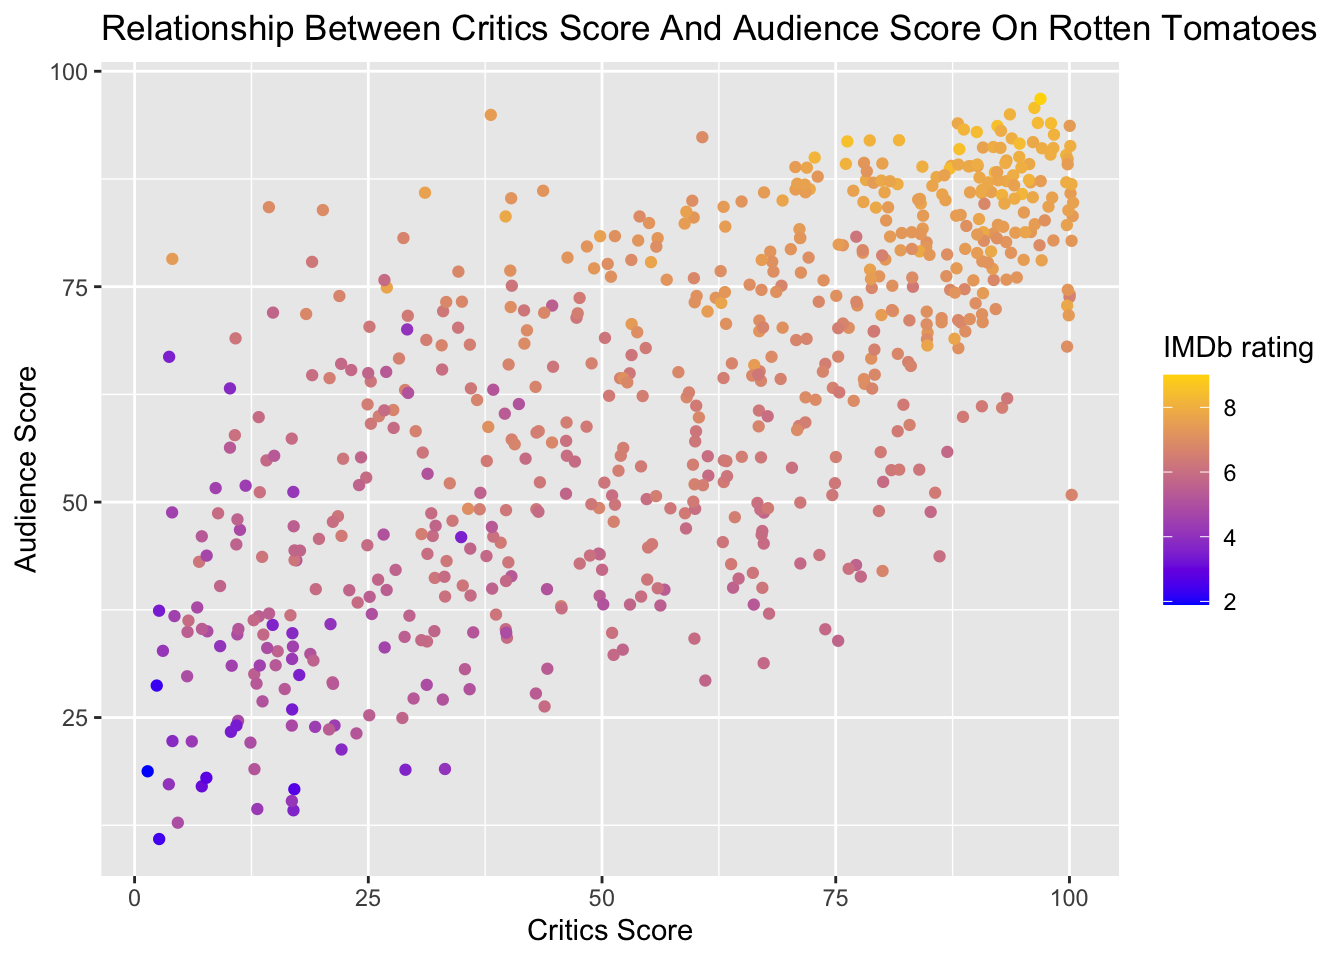 Relationship Between Critics Score And Audience Score On Rotten Tomatoes
100
75
50
25
Audience Score
0 25 50 75 100
Critics Score
IMDb rating
8
6
4
2